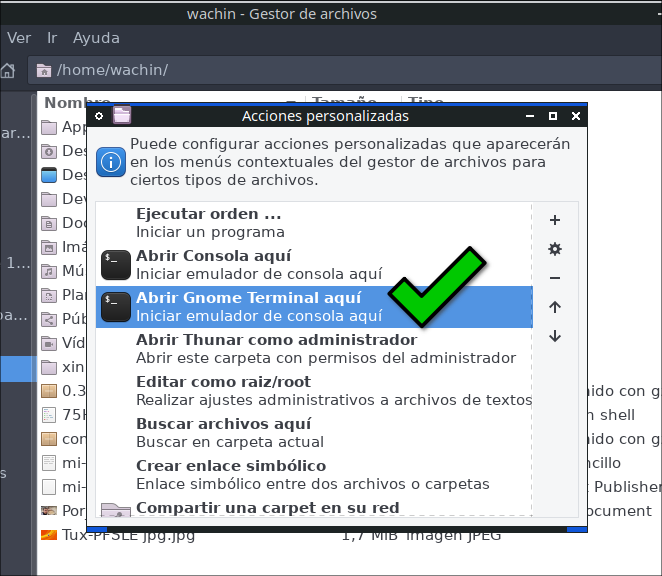 wachin - Gestor de archivos
Ver Ir Ayuda
/home/wachin/
Nombre Tamaño Tipo
Acciones personalizadas
Puede configurar acciones personalizadas que aparecerán
en los menús contextuales del gestor de archivos para
ciertos tipos de archivos.
Ejecutar orden ...
Iniciar un programa
Abrir Consola aquí
Iniciar emulador de consola aquí
Abrir Gnome Terminal aquí
Iniciar emulador de consola aquí
Abrir Thunar como administrador
Abrir este carpeta con permisos del administrador
Editar como raiz/root
Realizar ajustes administrativos a archivos de textos
Buscar archivos aquí
Buscar en carpeta actual
Crear enlace simbólico
Enlace simbólico entre dos archivos o carpetas
Compartir una carpet en su red
ar...
1...
pa...
s
App
Des
Des
Dev
Doc
Imá
Mú
Plan
Púb
Víd
xin
0.3
75H
con
mi-
mi-
Por
ido con g
n shell
ido con g
ncillo
t Publisher
ocument
Tux-PFSLE jpg.jpg 1,7 MiB Imagen JPEG